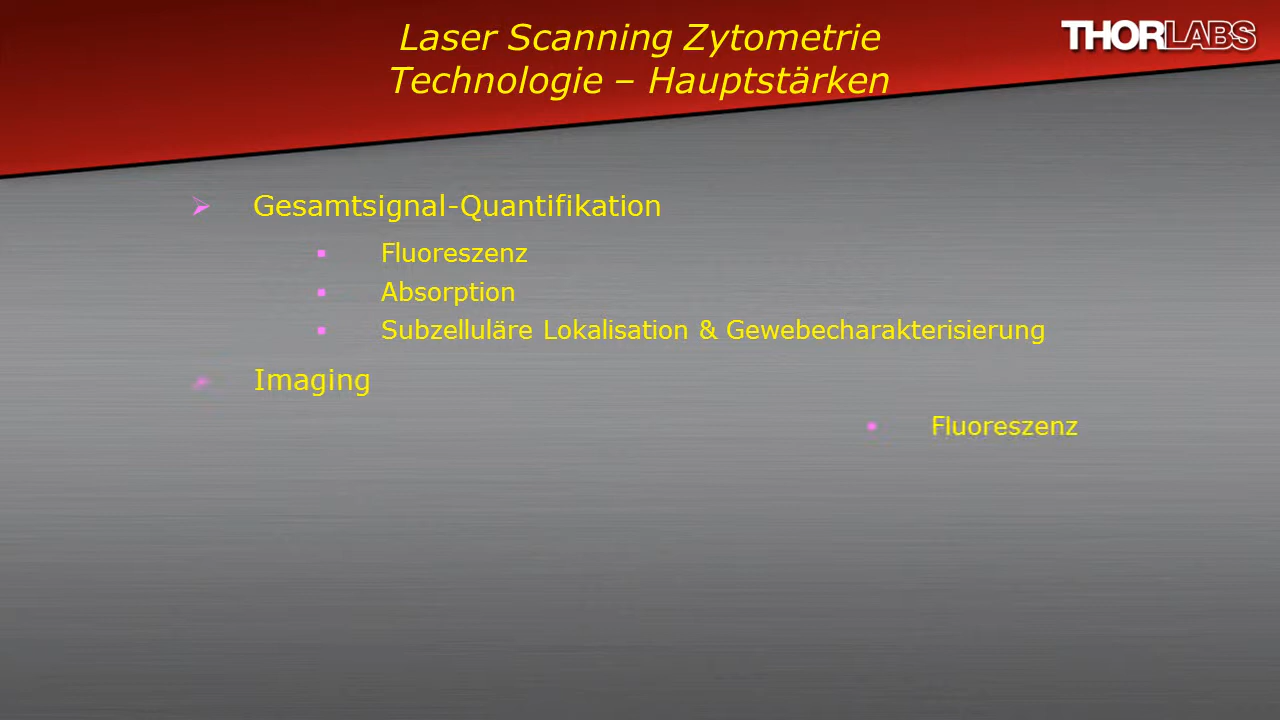 Laser Scanning Zytometrie
Technologie – Hauptstärken
THORLABS
Gesamtsignal-Quantifikation
Fluoreszenz
Absorption
Subzelluläre Lokalisation & Gewebecharakterisierung
Imaging
Fluoreszenz